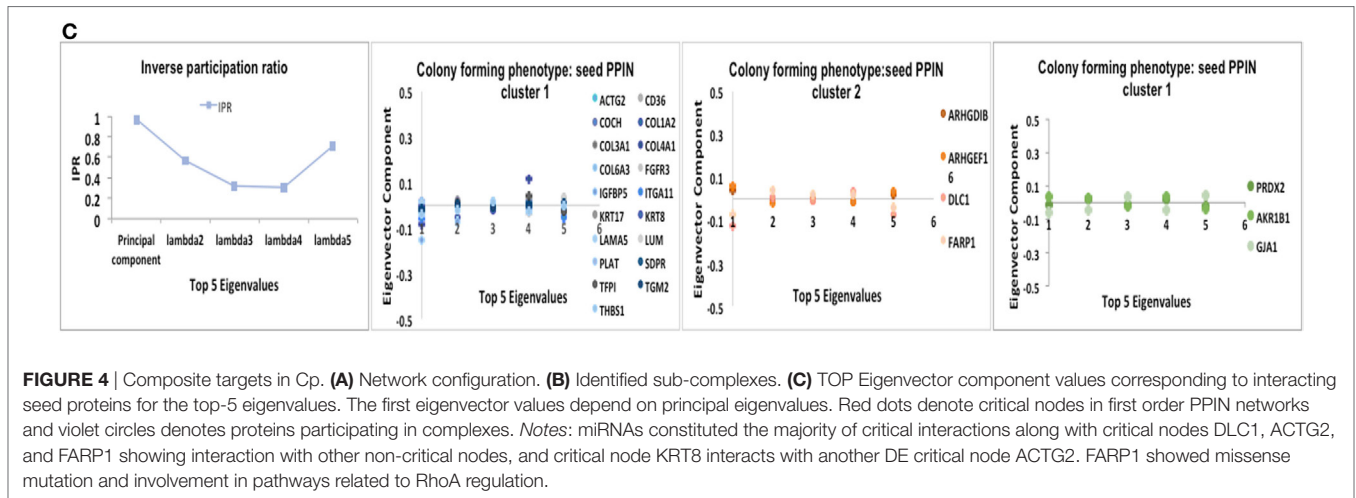 C
Inverse participation ratio
IPR
1
0.8
0.6
0.4
0.2
0
IPR
Principal component
lambda2
lambda3
lambda4
lambda5
Top 5 Eigenvalues
Colony forming phenotype: seed PPIN
cluster 1
0.5
0.3
0.1
-0.1
-0.3
-0.5
Eigenvector Component
1 2 3 4 5 6
Top 5 Eigenvalues
ACTG2 CD36
COCH COL1A2
COL3A1 COL4A1
COL6A3 FGFR3
IGFBP5 ITGA11
KRT17 KRT8
LAMA5 LUM
PLAT SDPR
TFPI TGM2
THBS1
Colony forming phenotype:seed PPIN
cluster 2
0.5
0.3
0.1
-0.1
-0.3
-0.5
Eigenvector Component
1 2 3 4 5 6
Top 5 Eigenvalues
ARHGDIB
ARHGEF1
6
DLC1
FARP1
Colony forming phenotype: seed PPIN
cluster 1
0.5
0.3
0.1
-0.1
-0.3
-0.5
Eigenvector Component
1 2 3 4 5 6
Top 5 Eigenvalues
PRDX2
AKR1B1
GJA1
FIGURE 4 | Composite targets in Cp. (A) Network configuration. (B) Identified sub-complexes. (C) TOP Eigenvector component values corresponding to interacting
seed proteins for the top-5 eigenvalues. The first eigenvector values depend on principal eigenvalues. Red dots denote critical nodes in first order PPIN networks
and violet circles denotes proteins participating in complexes. Notes: miRNAs constituted the majority of critical interactions along with critical nodes DLC1, ACTG2,
and FARP1 showing interaction with other non-critical nodes, and critical node KRT8 interacts with another DE critical node ACTG2. FARP1 showed missense
mutation and involvement in pathways related to RhoA regulation.